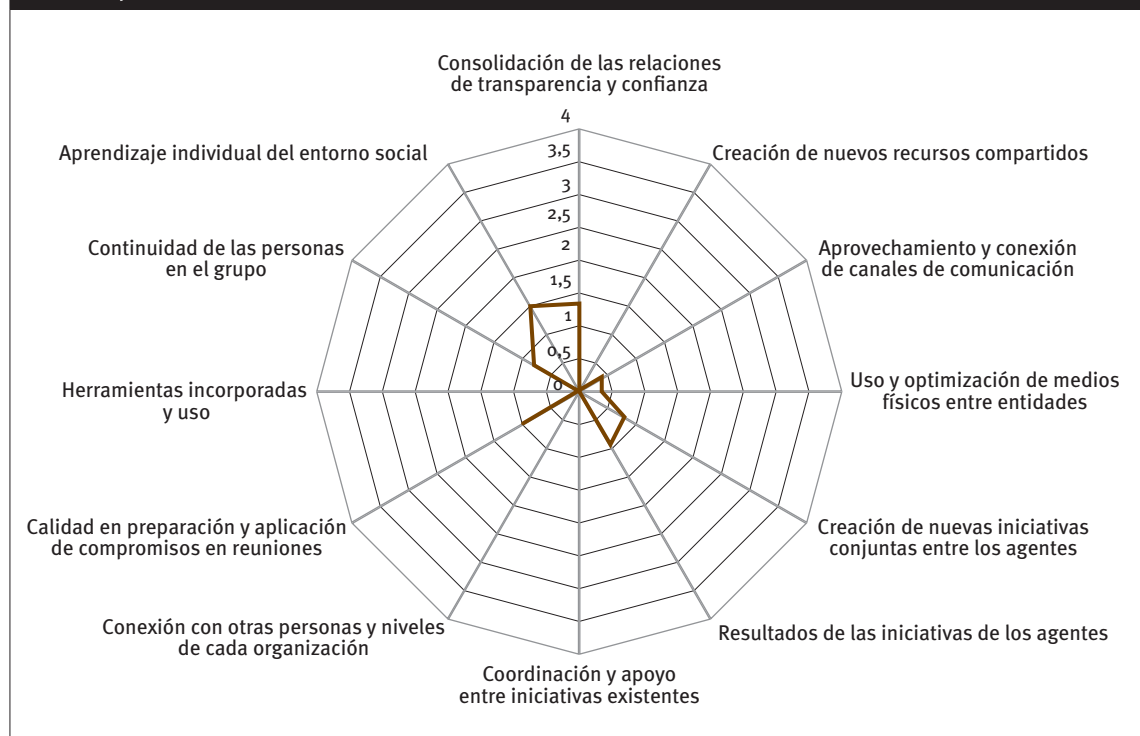 Consolidación de las relaciones
de transparencia y confianza
4
3,5
3
2,5
2
1,5
1
0,5
0
Aprendizaje individual del entorno social
Creación de nuevos recursos compartidos
Continuidad de las personas
en el grupo
Aprovechamiento y conexión
de canales de comunicación
Herramientas incorporadas
y uso
Uso y optimización de medios
físicos entre entidades
Calidad en preparación y aplicación
de compromisos en reuniones
Creación de nuevas iniciativas
conjuntas entre los agentes
Conexión con otras personas y niveles
de cada organización
Resultados de las iniciativas de los agentes
Coordinación y apoyo
entre iniciativas existentes